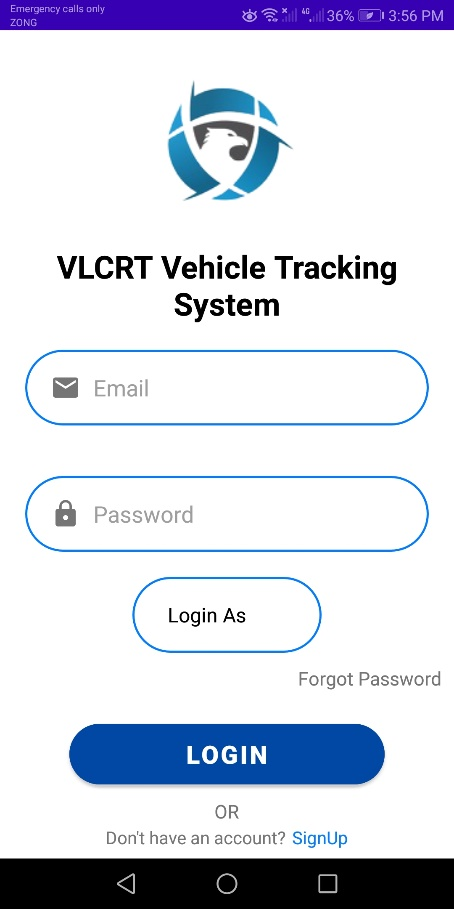 Emergency calls only
ZONG
4G 36% 3:56 PM
VLCRT Vehicle Tracking
System
Email
Password
Login As
Forgot Password
LOGIN
OR
Don't have an account? SignUp